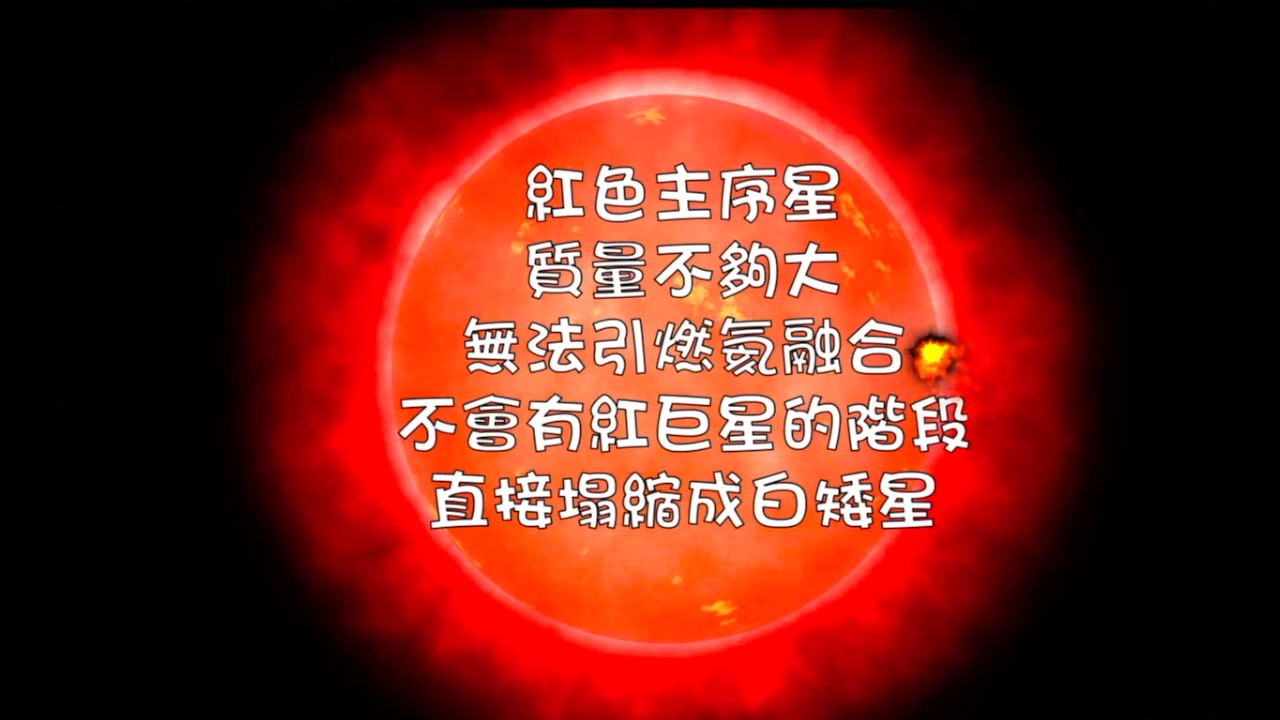 紅色主序星
質量不夠大
無法引燃氦融合
不會有紅巨星的階段
直接塌縮成白矮星